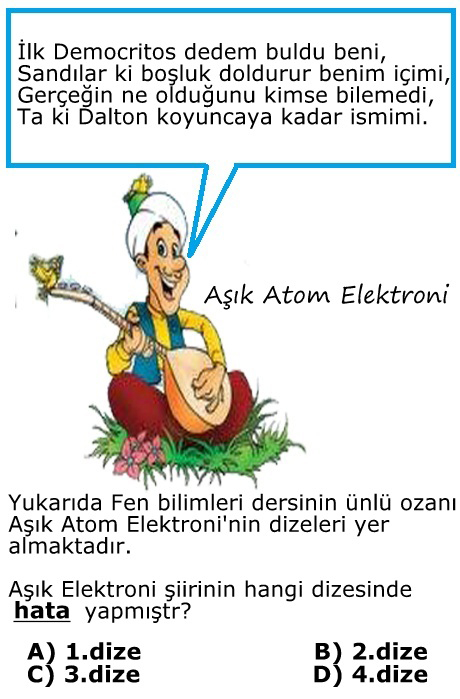 İlk Democritos dedem buldu beni,
Sandılar ki boşluk doldurur benim içimi,
Gerçeğin ne olduğunu kimse bilemedi,
Ta ki Dalton koyuncaya kadar ismimi.
Aşık Atom Elektroni
Yukarıda Fen bilimleri dersinin ünlü ozanı
Aşık Atom Elektroni'nin dizeleri yer
almaktadır.
Aşık Elektroni şiirinin hangi dizesinde
hata yapmıştr?
A) 1.dize B) 2.dize
C) 3.dize D) 4.dize